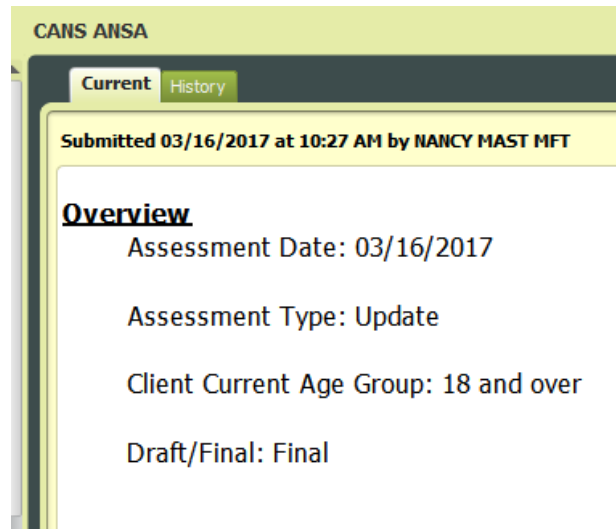 CANS ANSA
Current History
Submitted 03/16/2017 at 10:27 AM by NANCY MAST MFT
Overview
Assessment Date: 03/16/2017
Assessment Type: Update
Client Current Age Group: 18 and over
Draft/Final: Final